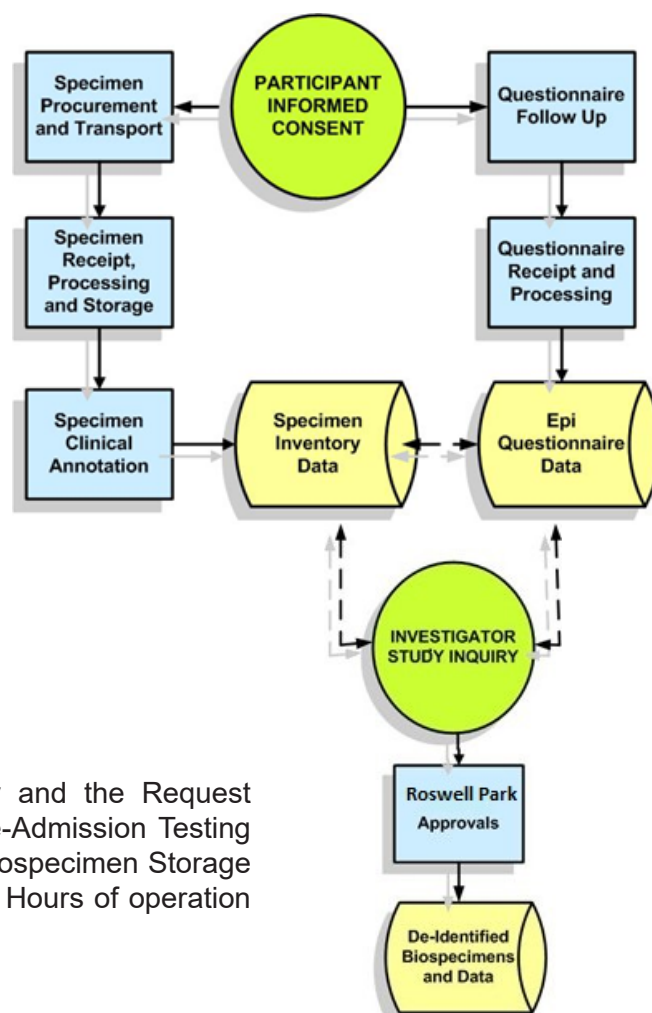 Specimen
Procurement
and Transport
PARTICIPANT
INFORMED
CONSENT
Questionnaire
Follow Up
Specimen
Receipt,
Processing
and Storage
Questionnaire
Receipt and
Processing
Specimen
Clinical
Annotation
Specimen
Inventory
Data
Epi
Questionnaire
Data
INVESTIGATOR
STUDY INQUIRY
and the Request
-Admission Testing
ospecimen Storage
Hours of operation
Roswell Park
Approvals
De-Identified
Biospecimens
and Data